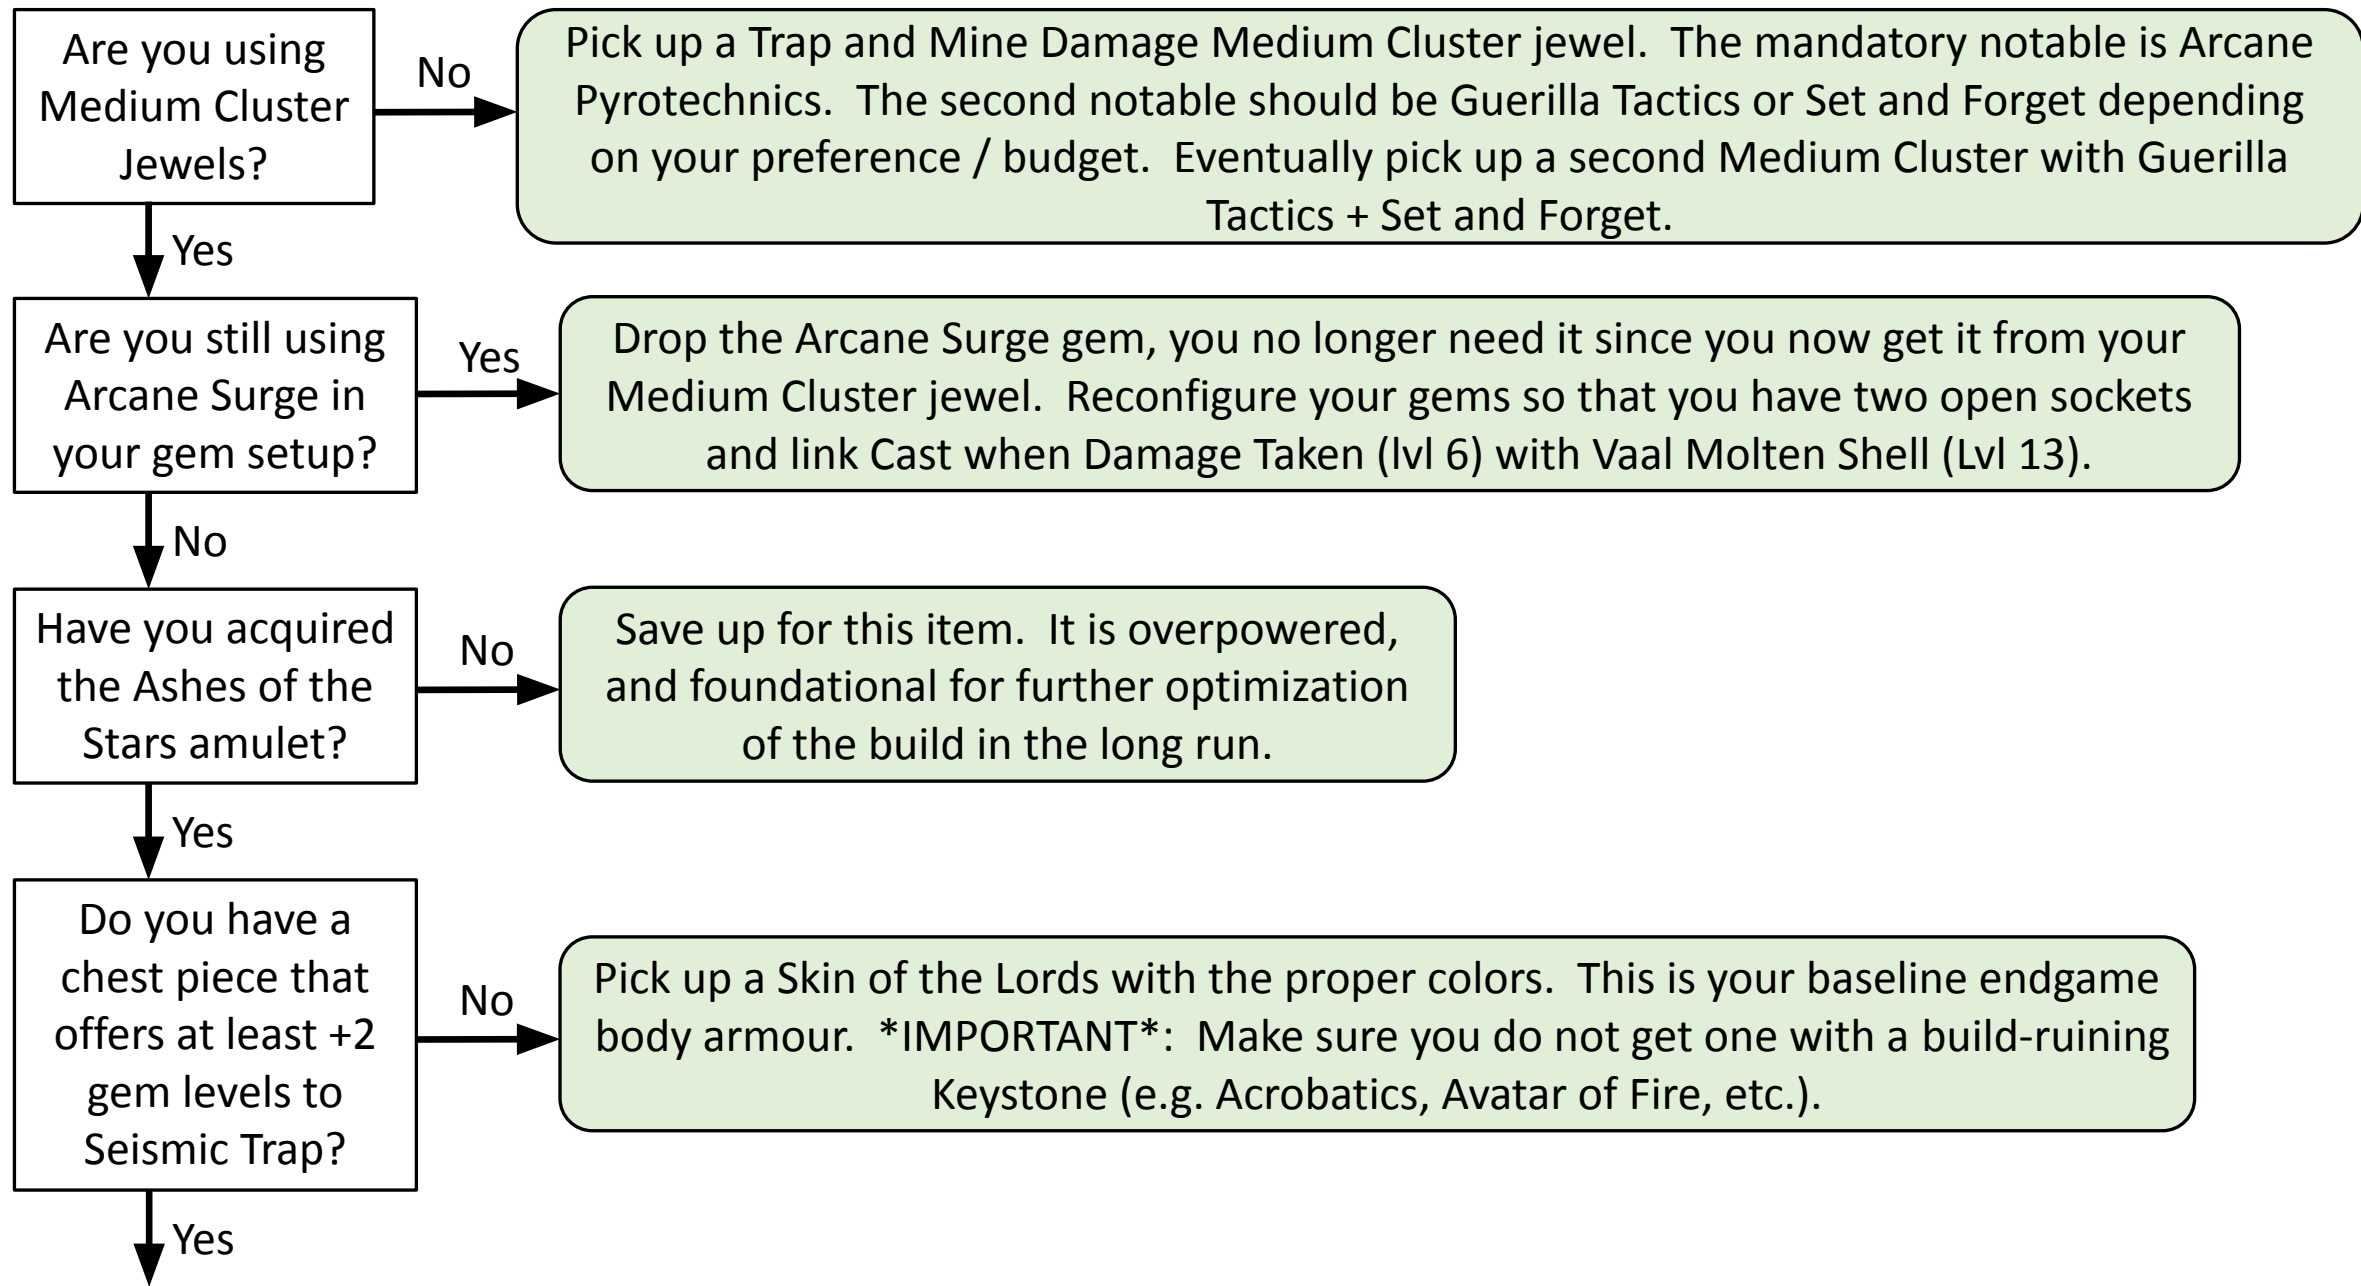 Are you using
Medium Cluster
Jewels?
No
Pick up a Trap and Mine Damage Medium Cluster jewel.  The mandatory notable is Arcane
Pyrotechnics.  The second notable should be Guerilla Tactics or Set and Forget depending
on your preference / budget.  Eventually pick up a second Medium Cluster with Guerilla
Tactics + Set and Forget.
Yes
Are you still using
Arcane Surge in
your gem setup?
Yes
Drop the Arcane Surge gem, you no longer need it since you now get it from your
Medium Cluster jewel.  Reconfigure your gems so that you have two open sockets
and link Cast when Damage Taken (lvl 6) with Vaal Molten Shell (Lvl 13).
No
Have you acquired
the Ashes of the
Stars amulet?
No
Save up for this item.  It is overpowered,
and foundational for further optimization
of the build in the long run.
Yes
Do you have a
chest piece that
offers at least +2
gem levels to
Seismic Trap?
No
Pick up a Skin of the Lords with the proper colors.  This is your baseline endgame
body armour.  *IMPORTANT*:  Make sure you do not get one with a build-ruining
Keystone (e.g. Acrobatics, Avatar of Fire, etc.).
Yes